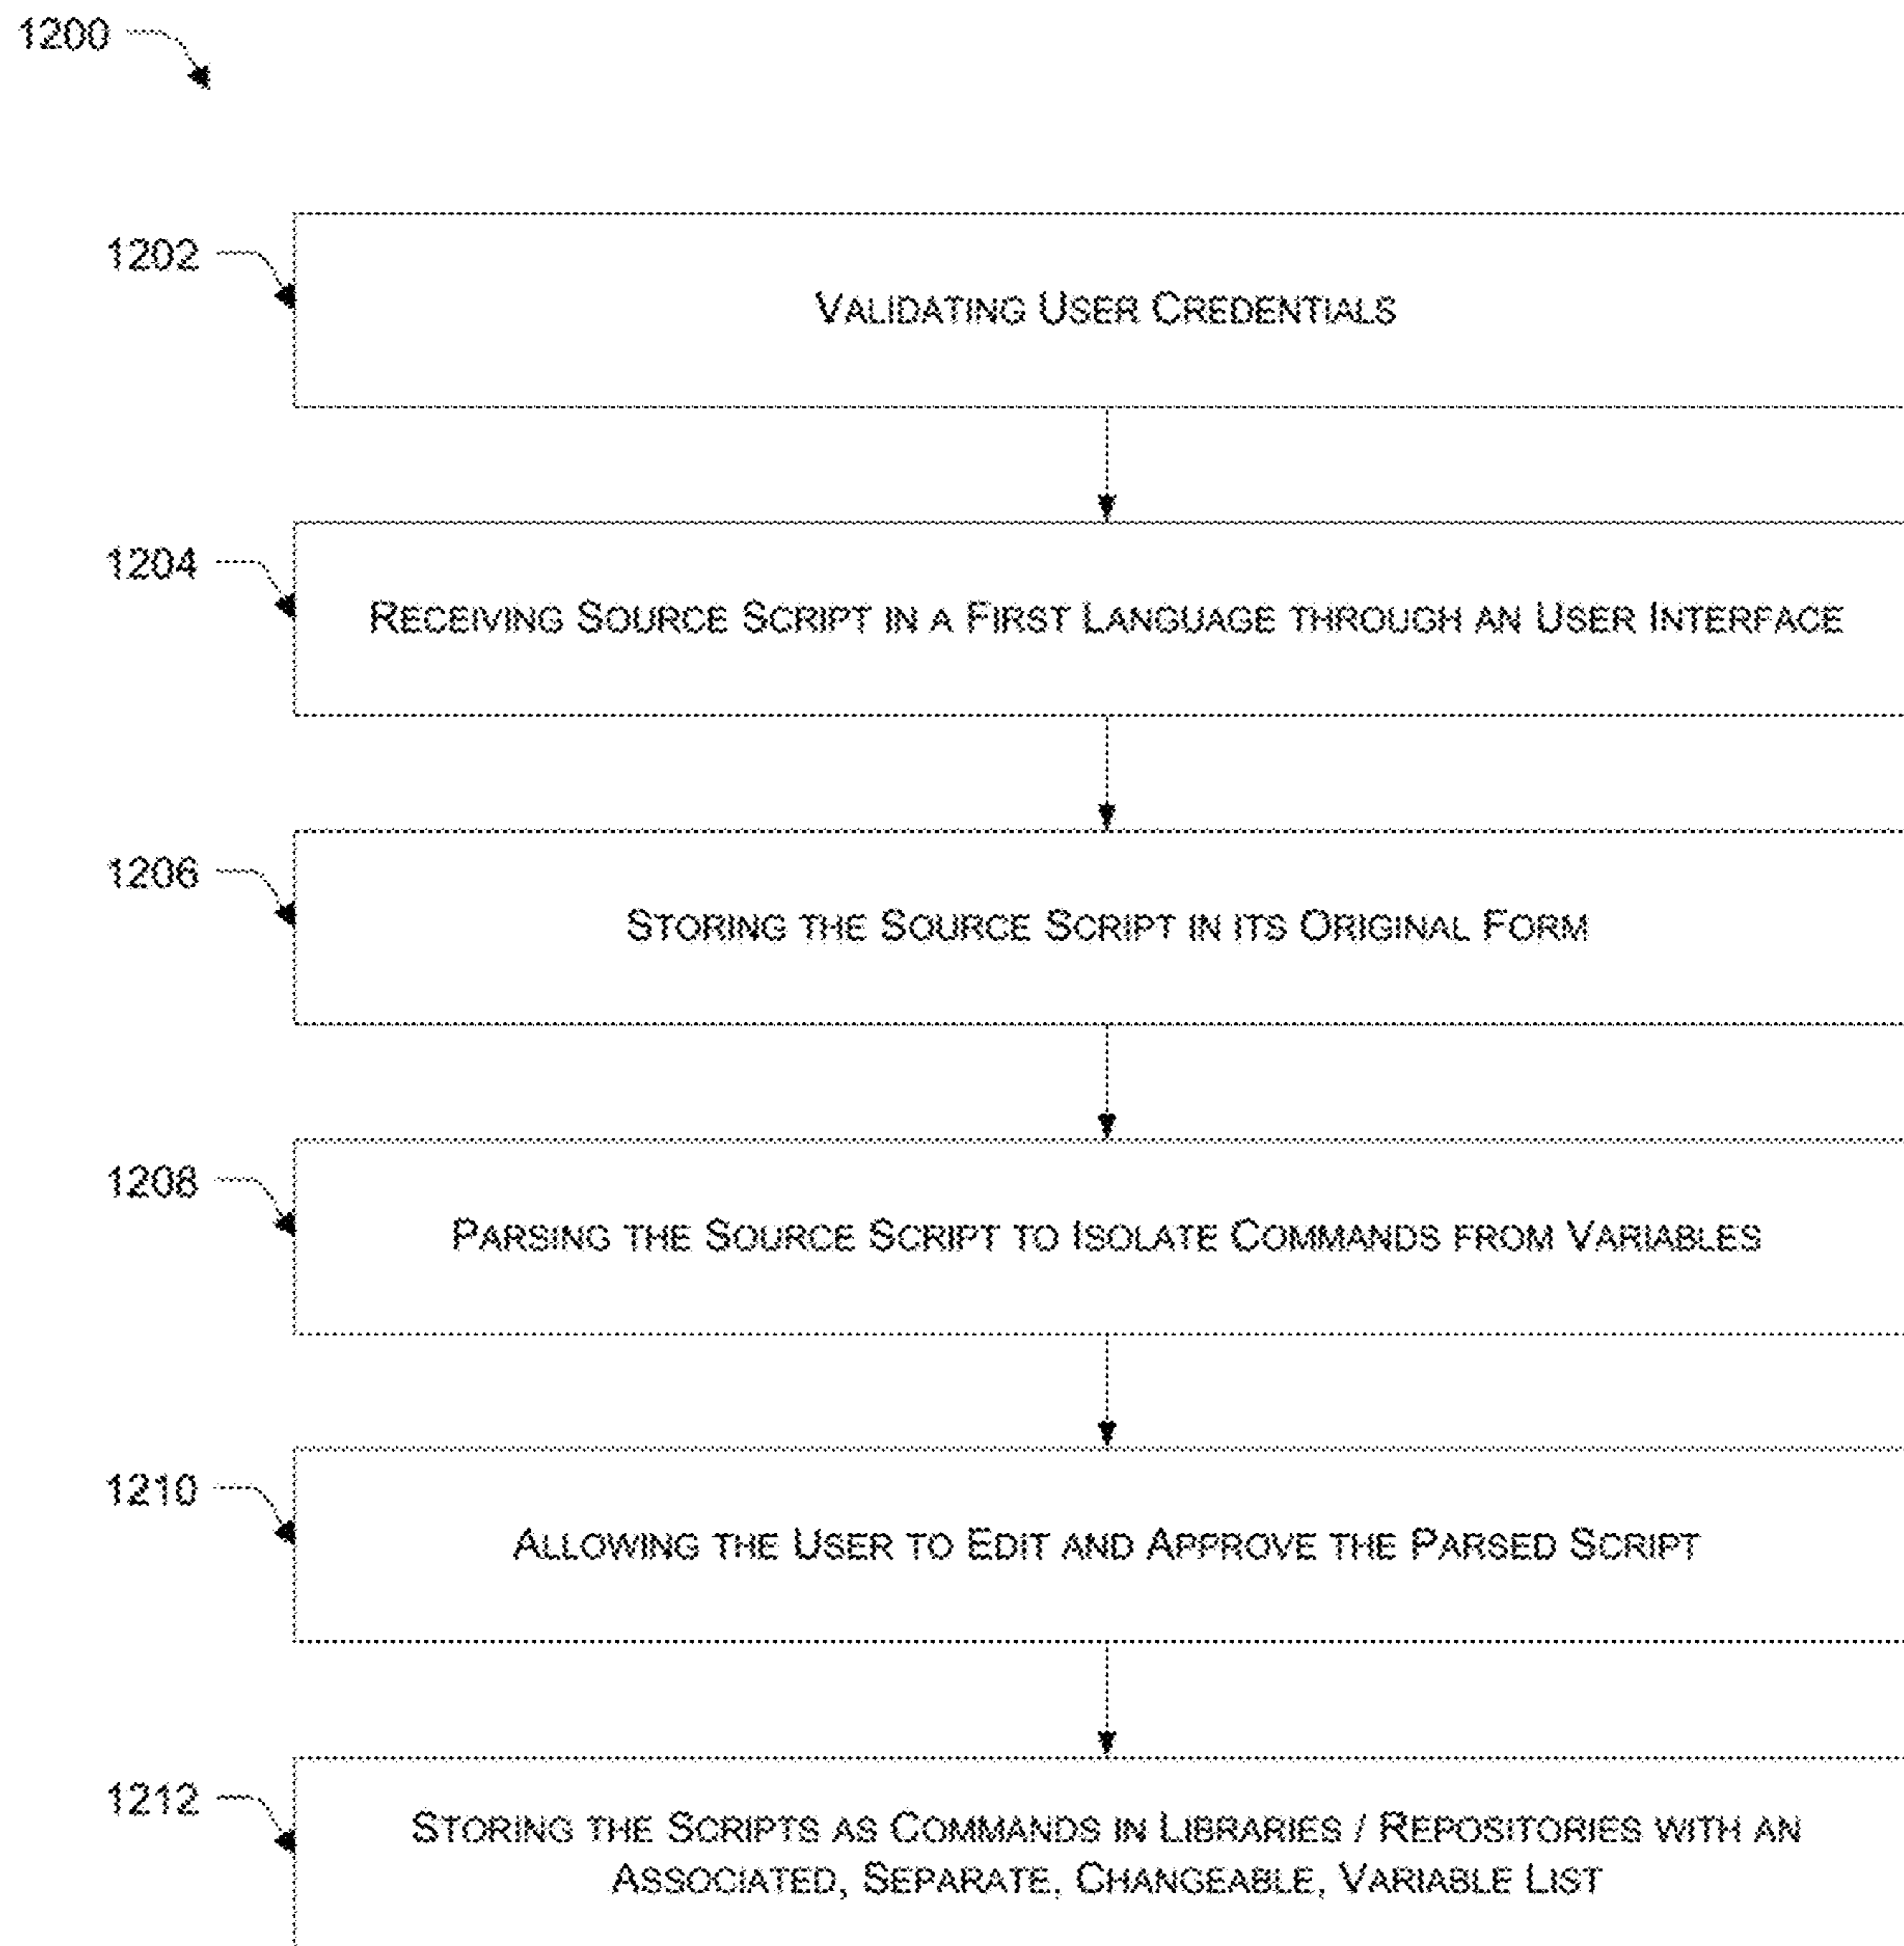 1200
1202
VALIDATING USER CREDENTIALS
1204
RECEIVING SOURCE SCRIPT IN A FIRST LANGUAGE THROUGH AN USER INTERFACE
1206
STORING THE SOURCE SCRIPT IN ITS ORIGINAL FORM
1208
PARSING THE SOURCE SCRIPT TO ISOLATE COMMANDS FROM VARIABLES
1210
ALLOWING THE USER TO EDIT AND APPROVE THE PARSED SCRIPT
1212
STORING THE SCRIPTS AS COMMANDS IN LIBRARIES / REPOSITORIES WITH AN
ASSOCIATED, SEPARATE, CHANGEABLE, VARIABLE LIST